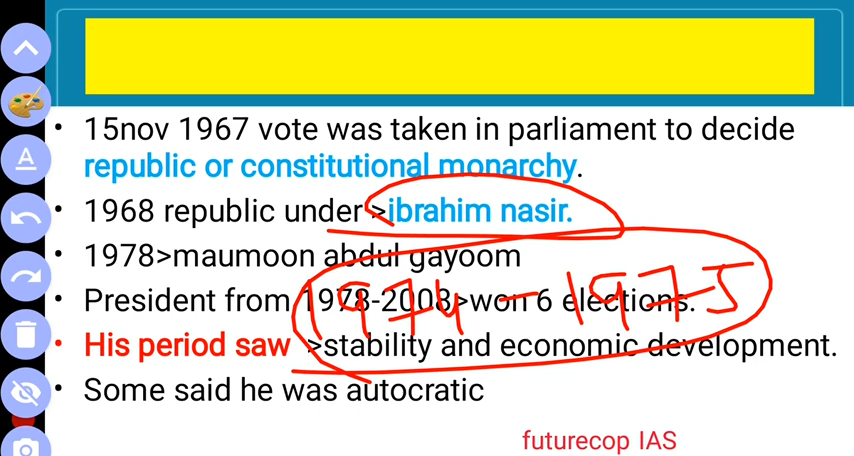 15nov 1967 vote was taken in parliament to decide
republic or constitutional monarchy.
1968 republic under >ibrahim nasir.
1978>maumoon abdul gayoom
President from 1978-2008>won 6 elections.
1974-1975
His period saw >stability and economic development.
Some said he was autocratic
futurecop IAS